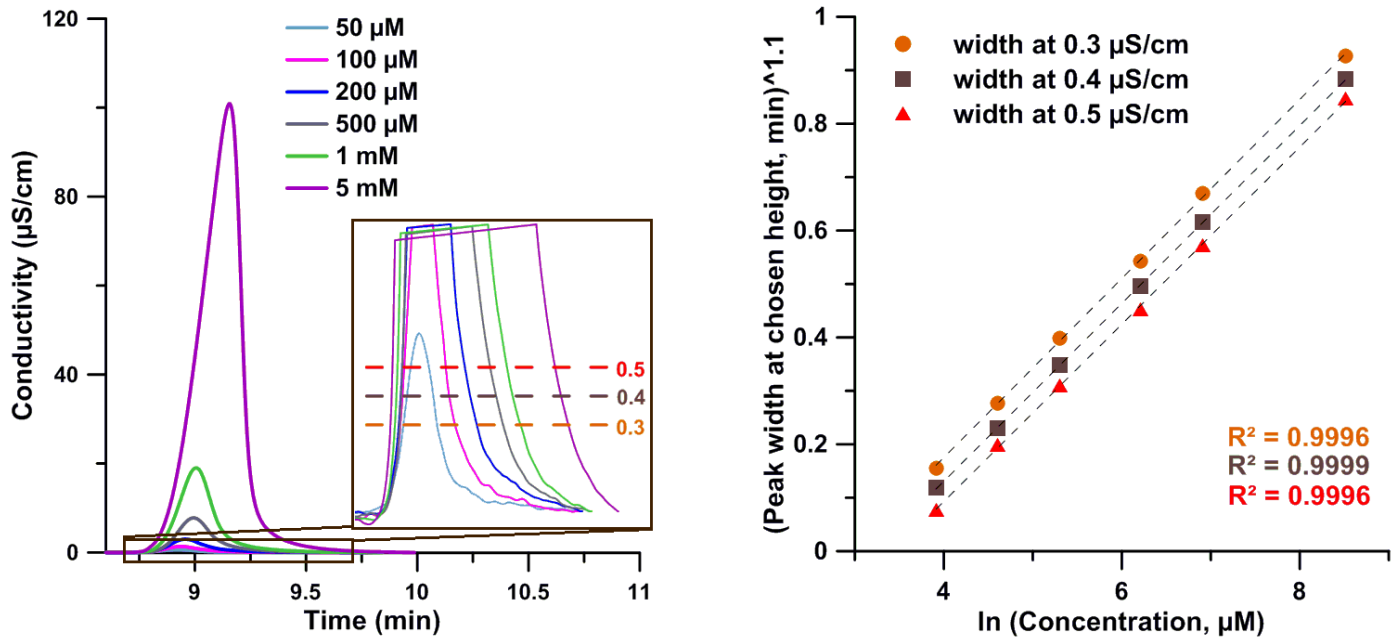 120
80
40
0
Conductivity (µS/cm)
50 µM
100 µM
200 µM
500 µM
1 mM
5 mM
0.5
0.4
0.3
9
9.5
10
10.5
11
Time (min)
1
0.8
0.6
0.4
0.2
0
(Peak width at chosen height, min)^1.1
width at 0.3 µS/cm
width at 0.4 µS/cm
width at 0.5 µS/cm
R² = 0.9996
R² = 0.9999
R² = 0.9996
4
6
8
ln (Concentration, µM)